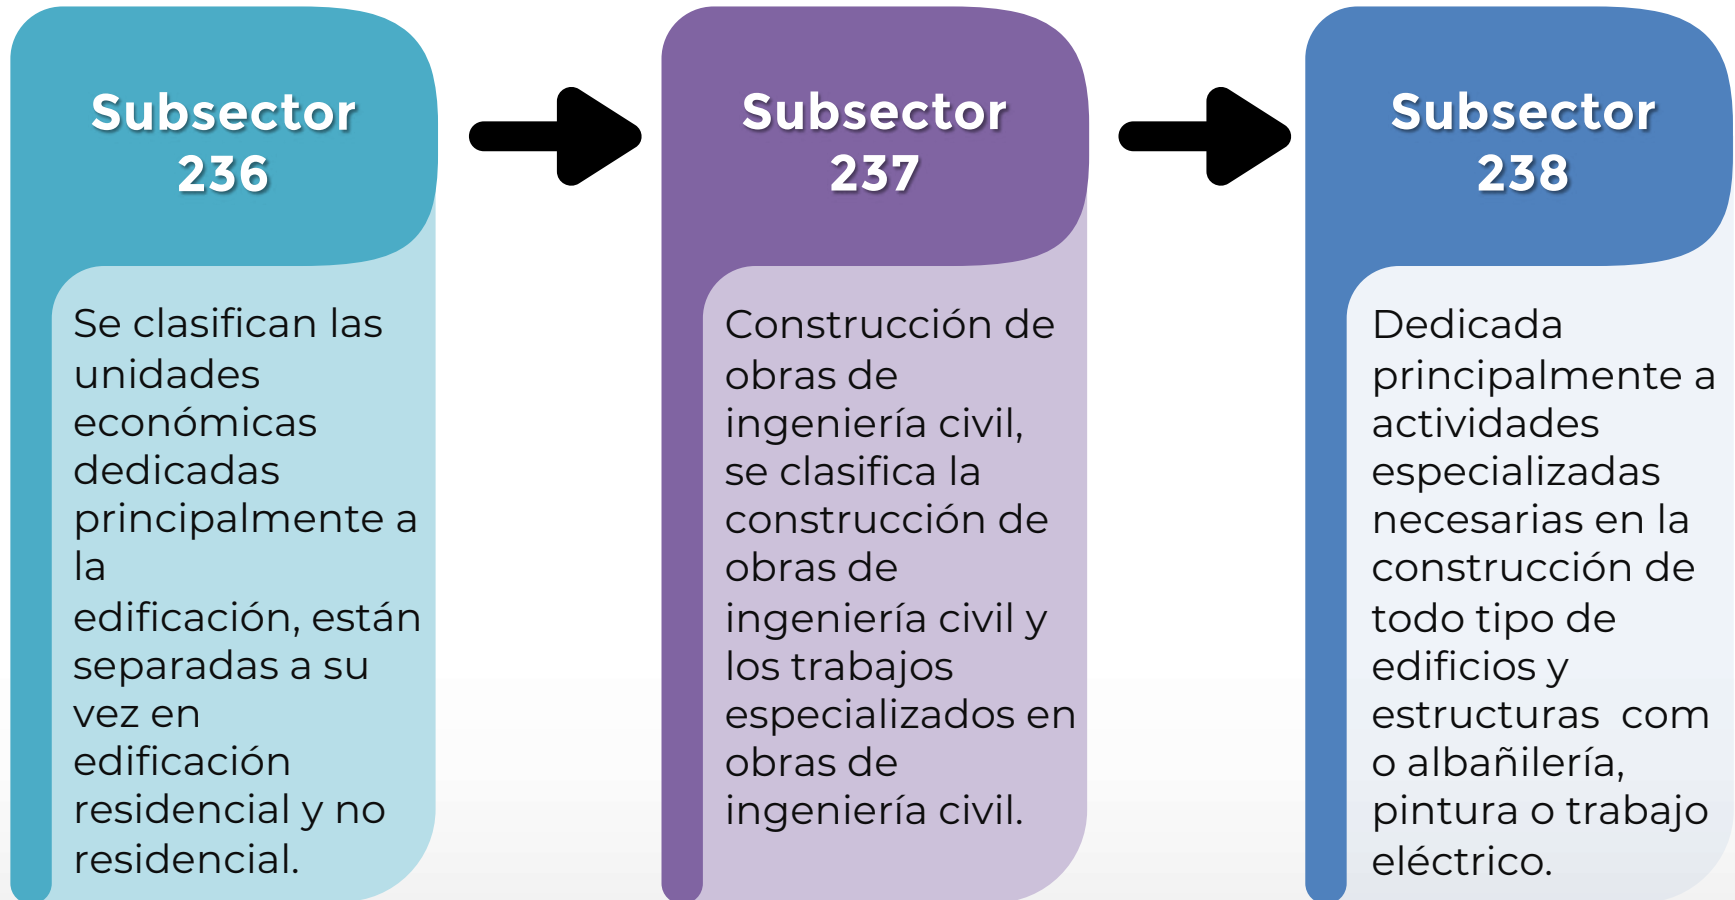 Subsector
236
Se clasifican las
unidades
económicas
dedicadas
principalmente a
la
edificación, están
separadas a su
vez en
edificación
residencial y no
residencial.
Subsector
237
Construcción de
obras de
ingeniería civil,
se clasifica la
construcción de
obras de
ingeniería civil y
los trabajos
especializados en
obras de
ingeniería civil.
Subsector
238
Dedicada
principalmente a
actividades
especializadas
necesarias en la
construcción de
todo tipo de
edificios y
estructuras  com
o albañilería,
pintura o trabajo
eléctrico.